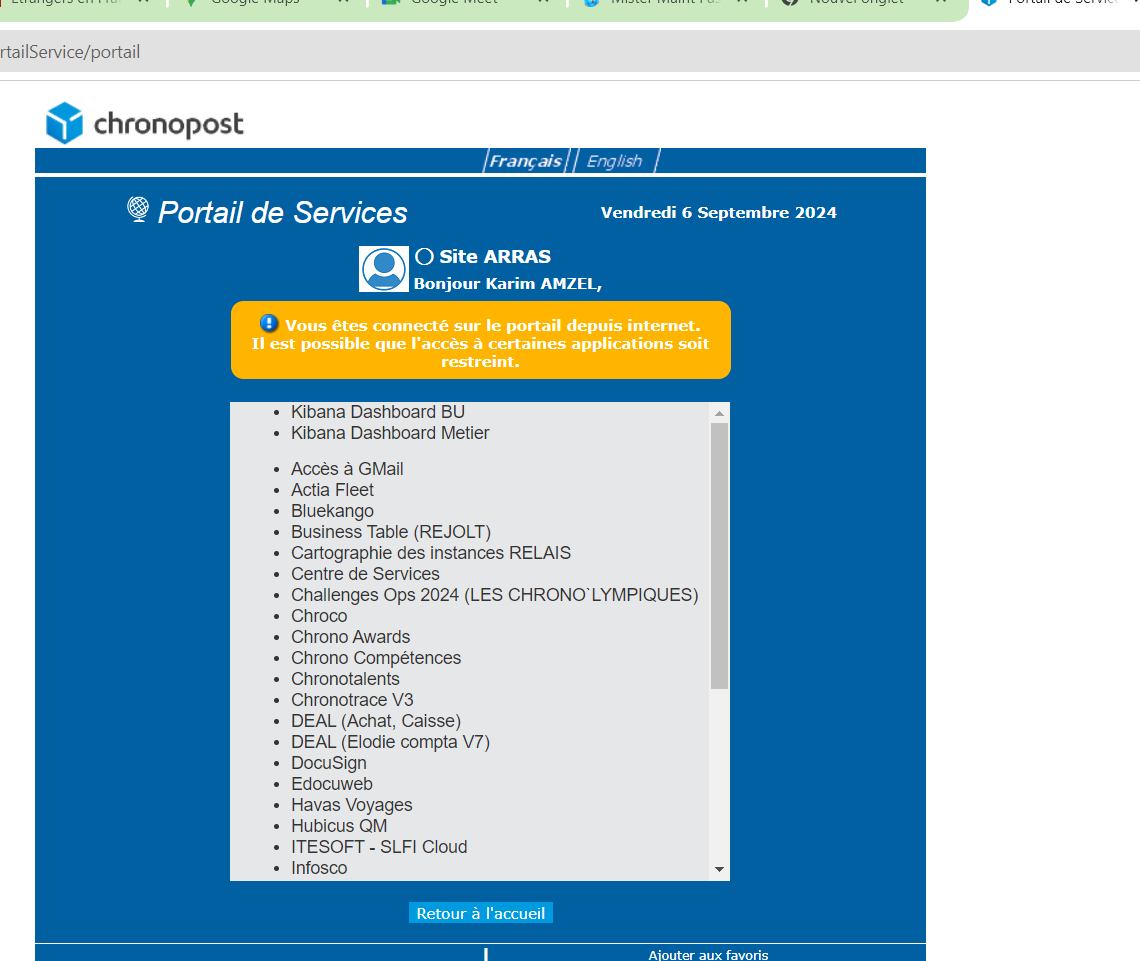 Google Maps
Google Meet
Nouvel onglet
Portail de Service
rtailService/portail
chronopost
Français
English
Portail de Services
Vendredi 6 Septembre 2024
Site ARRAS
Bonjour Karim AMZEL,
Vous êtes connecté sur le portail depuis internet.
Il est possible que l'accès à certaines applications soit
restreint.
Kibana Dashboard BU
Kibana Dashboard Metier
Accès à GMail
Actia Fleet
Bluekango
Business Table (REJOLT)
Cartographie des instances RELAIS
Centre de Services
Challenges Ops 2024 (LES CHRONO`LYMPIQUES)
Chroco
Chrono Awards
Chrono Compétences
Chronotalents
Chronotrace V3
DEAL (Achat, Caisse)
DEAL (Elodie compta V7)
DocuSign
Edocuweb
Havas Voyages
Hubicus QM
ITESOFT - SLFI Cloud
Infosco
Retour à l'accueil
Ajouter aux favoris